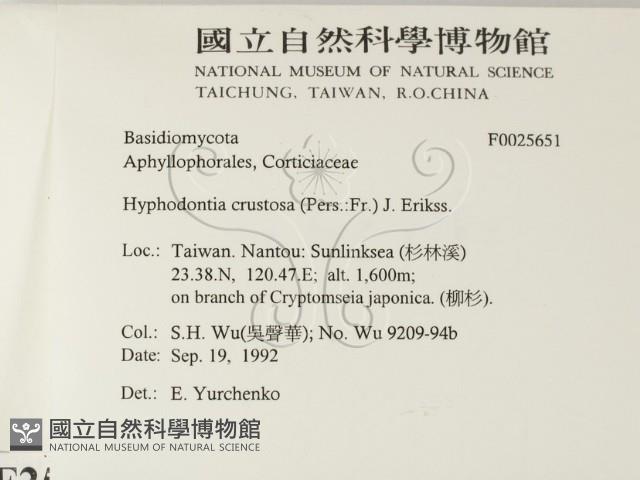 國立自然科學博物館
NATIONAL MUSEUM OF NATURAL SCIENCE
TAICHUNG, TAIWAN, R.O.CHINA
Basidiomycota F0025651
Aphyllophorales, Corticiaceae
Hyphodontia crustosa (Pers.:Fr.) J. Erikss.
Loc.: Taiwan. Nantou: Sunlinksea (杉林溪)
23.38.N, 120.47.E; alt. 1,600m;
on branch of Cryptomseia japonica. (柳杉).
Col.: S.H. Wu(吳聲華); No. Wu 9209-94b
Date: Sep. 19, 1992
Det.: E. Yurchenko
國立自然科學博物館
NATIONAL MUSEUM OF NATURAL SCIENCE